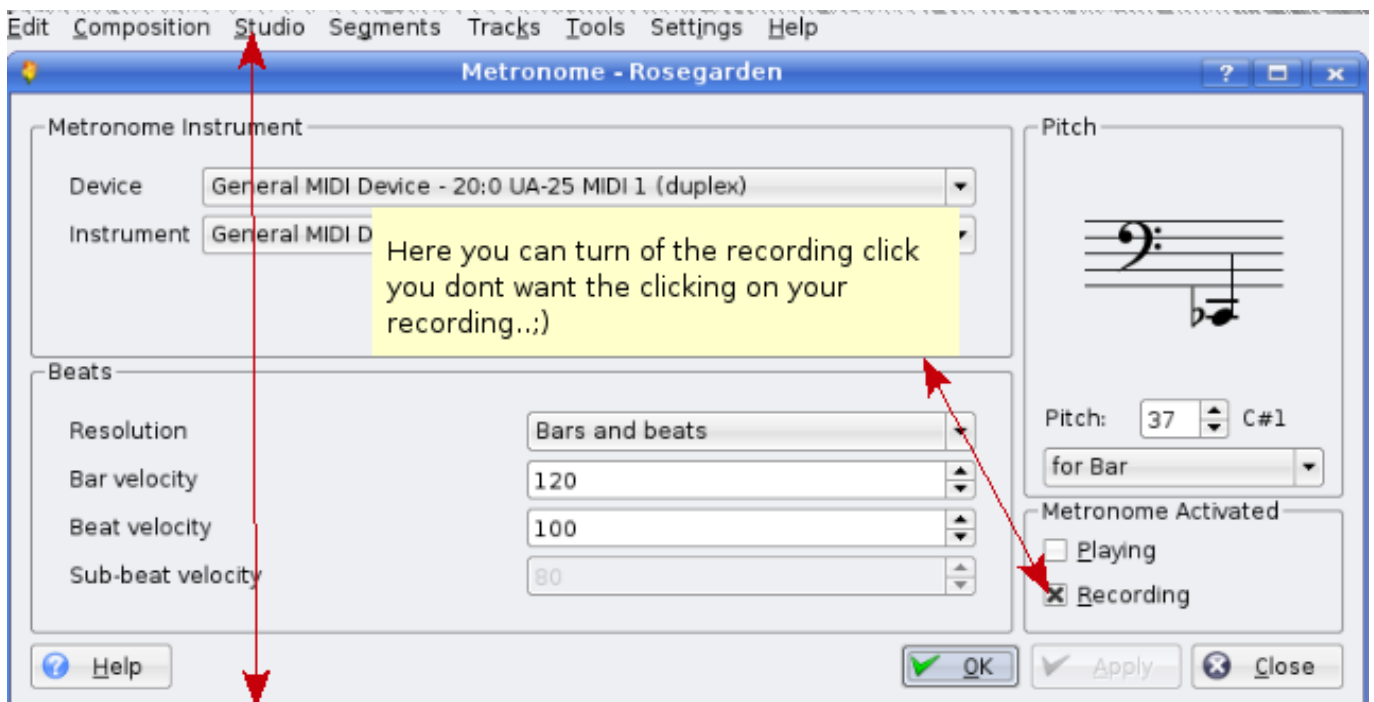 Edit Composition Studio Segments Tracks Tools Settings Help
Metronome - Rosegarden
Metronome Instrument
Device General MIDI Device - 20:0 UA-25 MIDI 1 (duplex)
Instrument General MIDI D
Here you can turn of the recording click
you dont want the clicking on your
recording..;)
Beats
Resolution Bars and beats
Bar velocity 120
Beat velocity 100
Sub-beat velocity 80
Pitch
Pitch: 37 C#1
for Bar
Metronome Activated
Playing
Recording
Help OK Apply Close